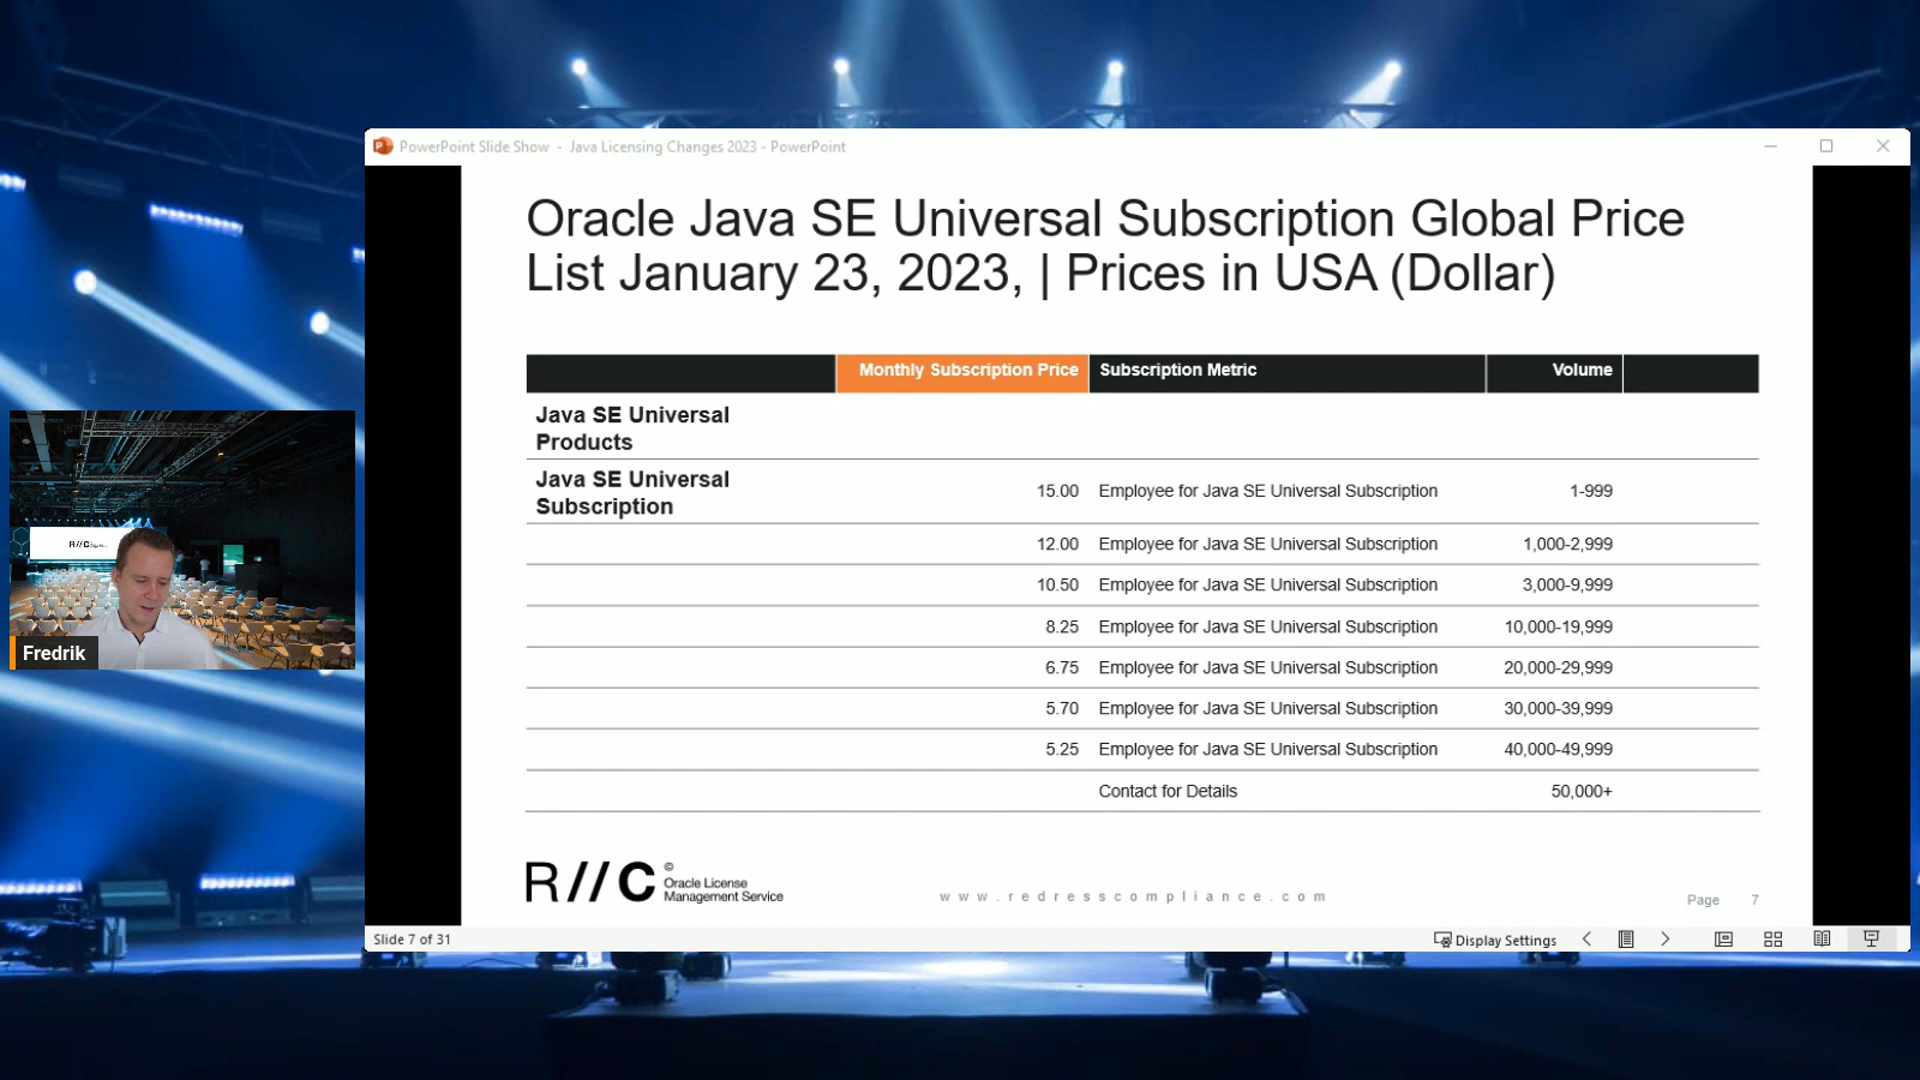 PowerPoint Slide Show - Java Licensing Changes 2023 - PowerPoint
Oracle Java SE Universal Subscription Global Price
List January 23, 2023, | Prices in USA (Dollar)
Monthly Subscription Price Subscription Metric Volume
Java SE Universal
Products
Java SE Universal
Subscription
15.00 Employee for Java SE Universal Subscription 1-999
12.00 Employee for Java SE Universal Subscription 1,000-2,999
10.50 Employee for Java SE Universal Subscription 3,000-9,999
8.25 Employee for Java SE Universal Subscription 10,000-19,999
6.75 Employee for Java SE Universal Subscription 20,000-29,999
5.70 Employee for Java SE Universal Subscription 30,000-39,999
5.25 Employee for Java SE Universal Subscription 40,000-49,999
Contact for Details 50,000+
R//C ©
Oracle License
Management Service
www.redresscompliance.com
Page 7
Slide 7 of 31
Display Settings
R//C
Fredrik